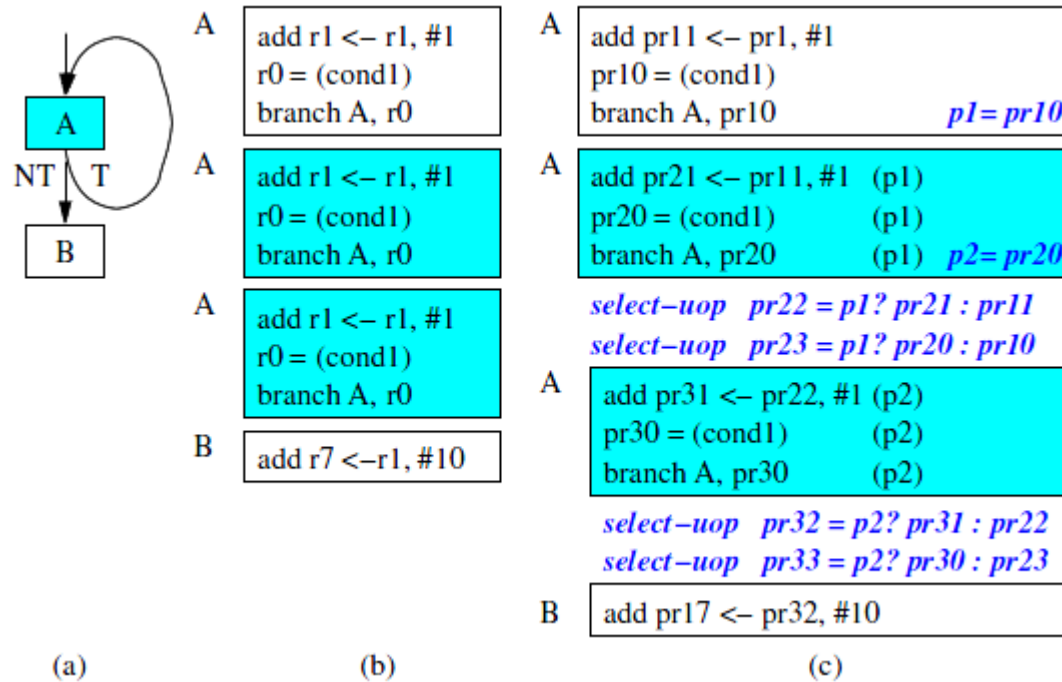 A
NT T
B
(a)
A
add r1 <– r1, #1
r0 = (cond1)
branch A, r0
A
add r1 <– r1, #1
r0 = (cond1)
branch A, r0
A
add r1 <– r1, #1
r0 = (cond1)
branch A, r0
B
add r7 <–r1, #10
(b)
A
add pr11 <– pr1, #1
pr10 = (cond1)
branch A, pr10 p1= pr10
A
add pr21 <– pr11, #1 (p1)
pr20 = (cond1) (p1)
branch A, pr20 (p1) p2= pr20
select–uop pr22 = p1? pr21 : pr11
select–uop pr23 = p1? pr20 : pr10
A
add pr31 <– pr22, #1 (p2)
pr30 = (cond1) (p2)
branch A, pr30 (p2)
select–uop pr32 = p2? pr31 : pr22
select–uop pr33 = p2? pr30 : pr23
B
add pr17 <– pr32, #10
(c)